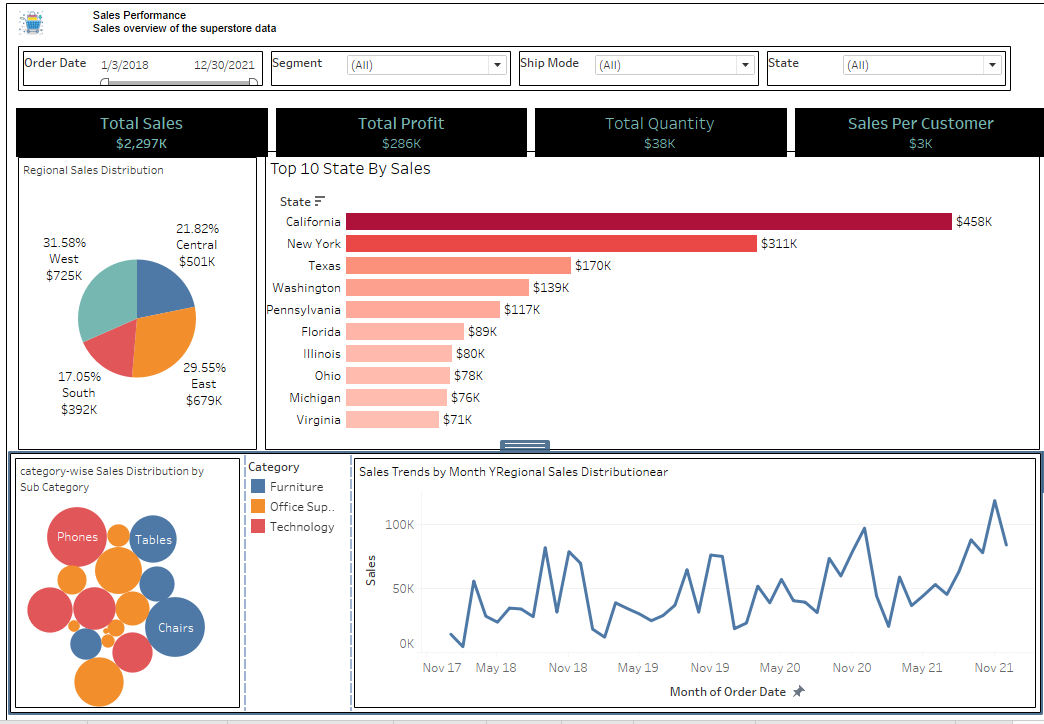 Sales Performance
Sales overview of the superstore data
Order Date 1/3/2018 12/30/2021 Segment (All) Ship Mode (All) State (All)
Total Sales Total Profit Total Quantity Sales Per Customer
$2,297K $286K $38K $3K
Regional Sales Distribution
31.58%
West
$725K
21.82%
Central
$501K
17.05%
South
$392K
29.55%
East
$679K
Top 10 State By Sales
State
California $458K
New York $311K
Texas $170K
Washington $139K
Pennsylvania $117K
Florida $89K
Illinois $80K
Ohio $78K
Michigan $76K
Virginia $71K
category-wise Sales Distribution by
Sub Category
Phones
Tables
Chairs
Category
Furniture
Office Sup..
Technology
Sales Trends by Month YRegional Sales Distributionear
Sales
100K
50K
0K
Nov 17 May 18 Nov 18 May 19 Nov 19 May 20 Nov 20 May 21 Nov 21
Month of Order Date